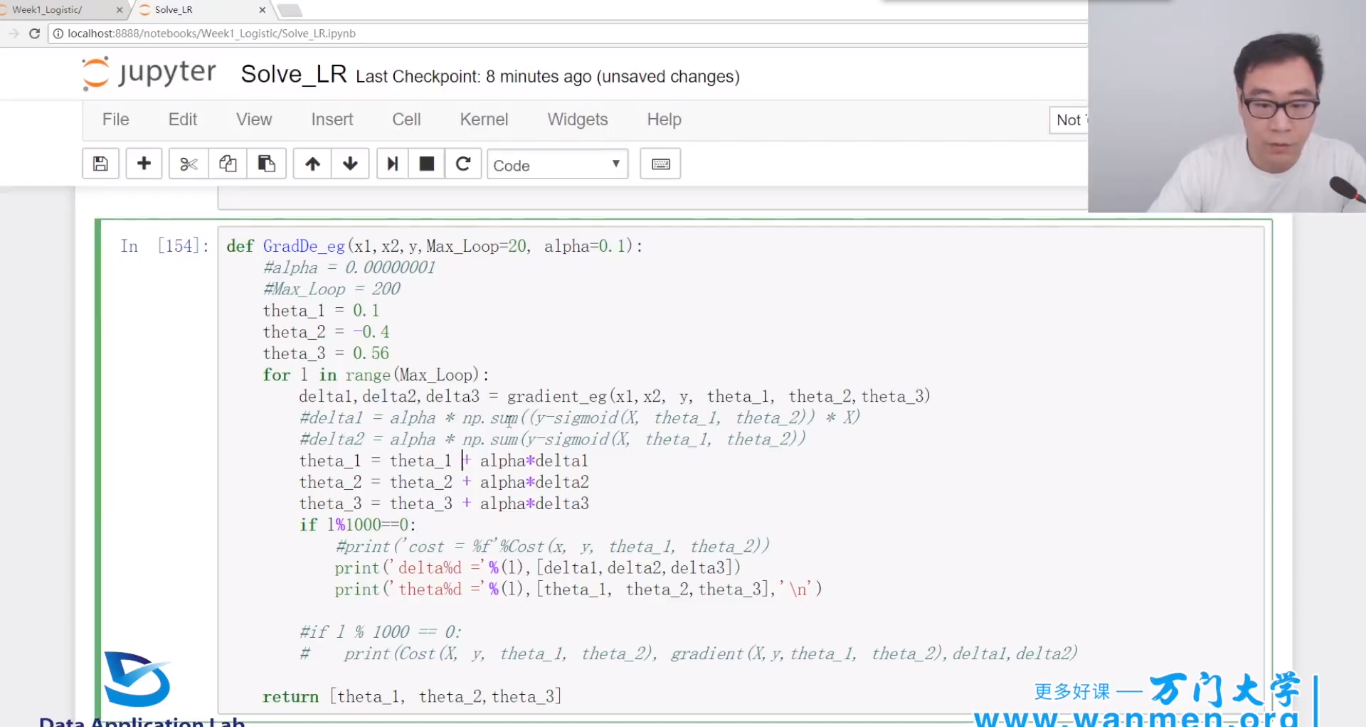 Week1_Logistic/
Solve_LR
localhost:8888/notebooks/Week1_Logistic/Solve_LR.ipynb
jupyter Solve_LR Last Checkpoint: 8 minutes ago (unsaved changes)
File Edit View Insert Cell Kernel Widgets Help Not
Code
In [154]:
def GradDe_eg(x1,x2,y,Max_Loop=20, alpha=0.1):
#alpha = 0.00000001
#Max_Loop = 200
theta_1 = 0.1
theta_2 = -0.4
theta_3 = 0.56
for l in range(Max_Loop):
delta1,delta2,delta3 = gradient_eg(x1,x2, y, theta_1, theta_2,theta_3)
#delta1 = alpha * np.sum((y-sigmoid(X, theta_1, theta_2)) * X)
#delta2 = alpha * np.sum(y-sigmoid(X, theta_1, theta_2))
theta_1 = theta_1 + alpha*delta1
theta_2 = theta_2 + alpha*delta2
theta_3 = theta_3 + alpha*delta3
if l%1000==0:
#print('cost = %f'%Cost(x, y, theta_1, theta_2))
print('delta%d ='%(l),[delta1,delta2,delta3])
print('theta%d ='%(l),[theta_1, theta_2,theta_3],'\n')
#if l % 1000 == 0:
# print(Cost(X, y, theta_1, theta_2), gradient(X,y,theta_1, theta_2),delta1,delta2)
return [theta_1, theta_2,theta_3]
Data Application Lab
更多好课 — 万门大学
www.wanmen.org